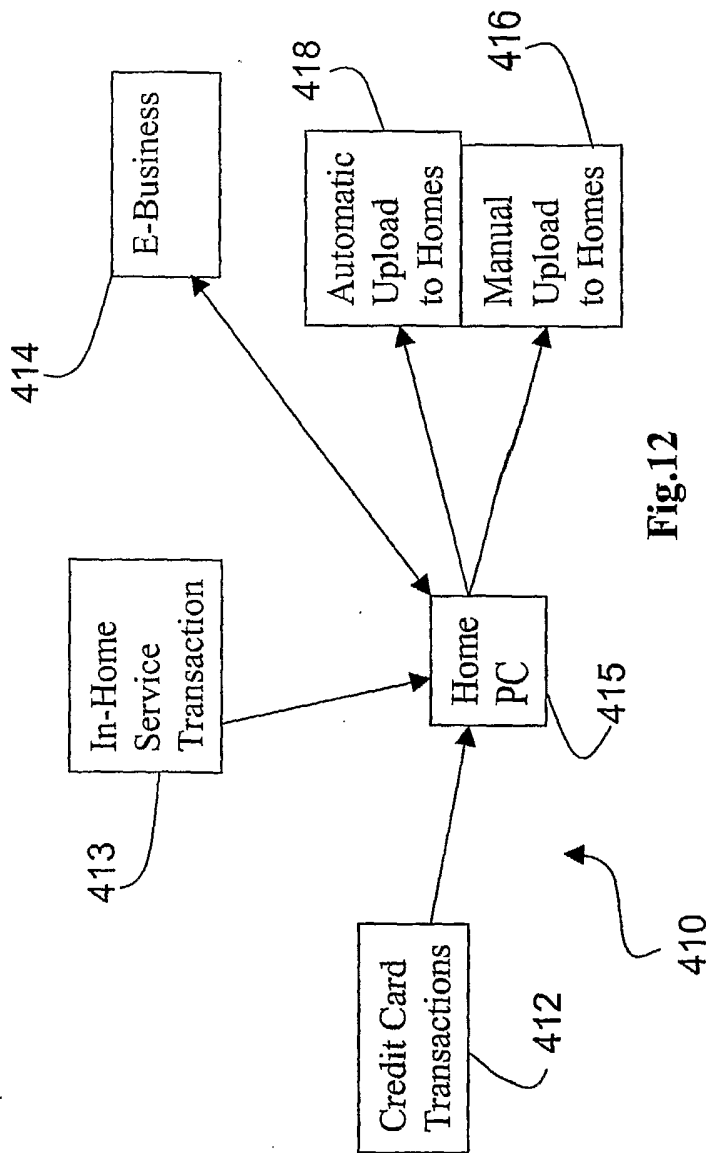 In-Home
Service
Transaction
413
E-Business
414
Credit Card
Transactions
412
Home
PC
415
Automatic
Upload
to Homes
418
Manual
Upload
to Homes
416
410
Fig.12